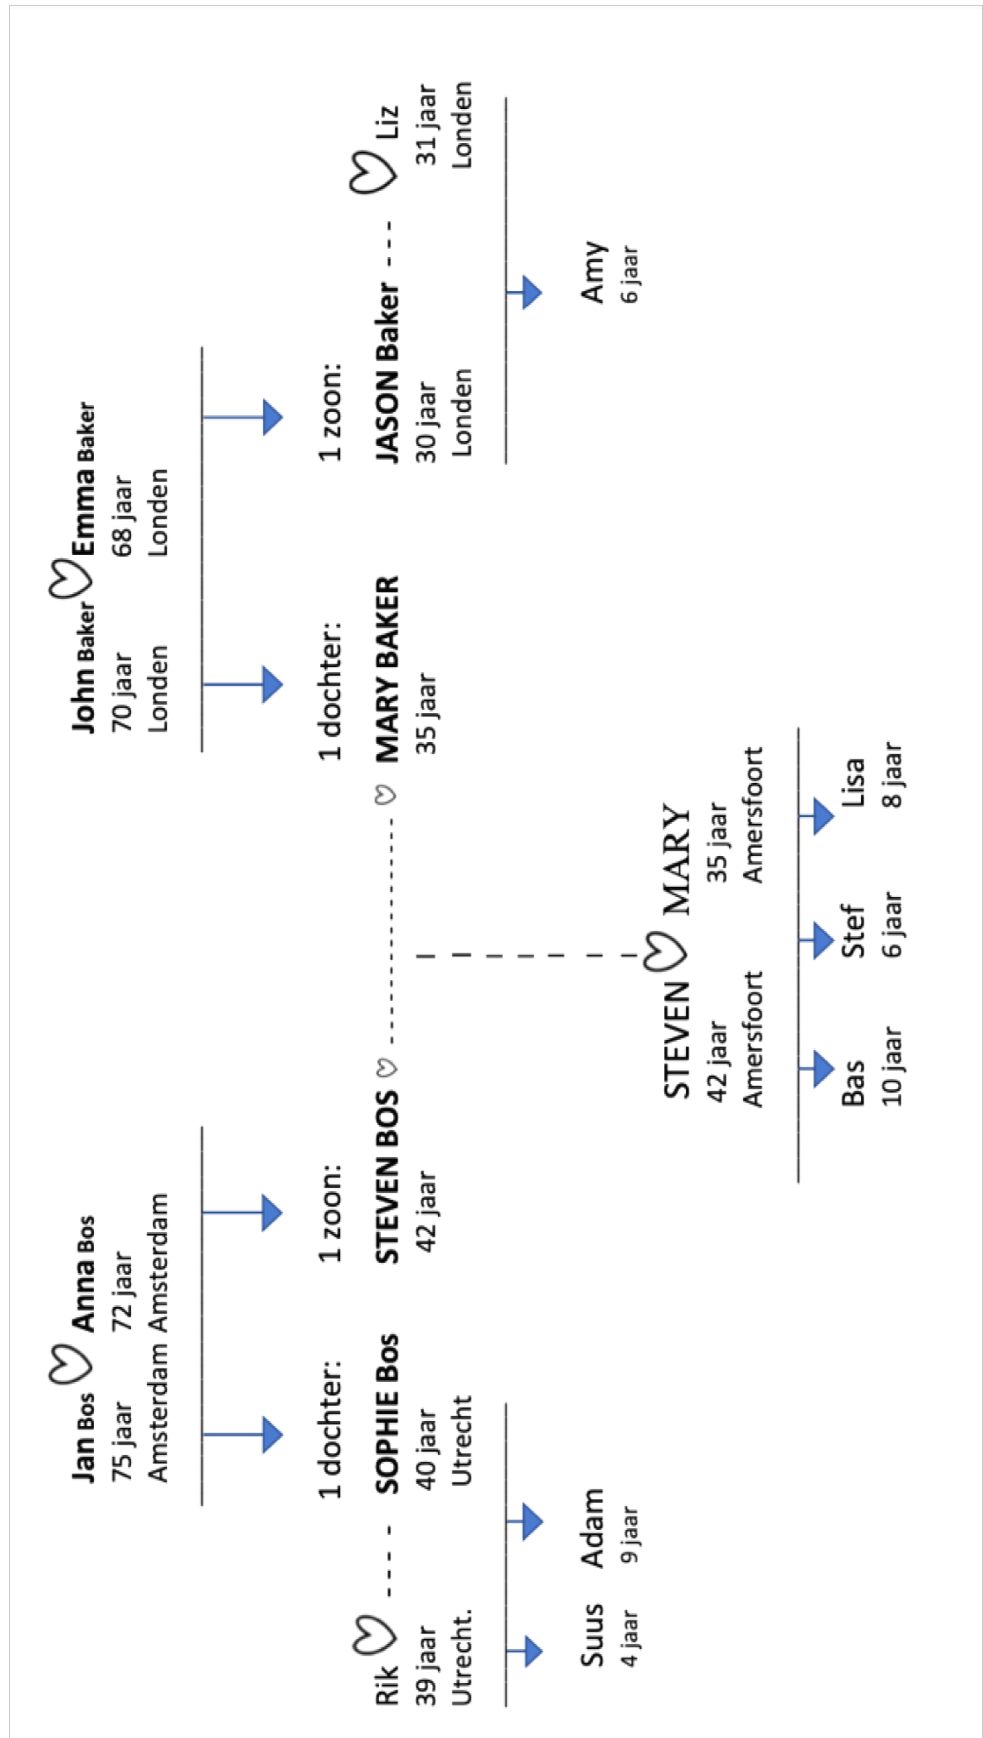 Jan Bos Anna Bos
75 jaar 72 jaar
Amsterdam Amsterdam
John Baker Emma Baker
70 jaar 68 jaar
Londen Londen
1 dochter: 1 zoon: 1 dochter: 1 zoon:
Rik SOPHIE Bos STEVEN BOS MARY BAKER JASON Baker Liz
39 jaar 40 jaar 42 jaar 35 jaar 30 jaar 31 jaar
Utrecht. Utrecht Londen Londen
Suus Adam
4 jaar 9 jaar
Amy
6 jaar
STEVEN MARY
42 jaar 35 jaar
Amersfoort Amersfoort
Bas Stef Lisa
10 jaar 6 jaar 8 jaar